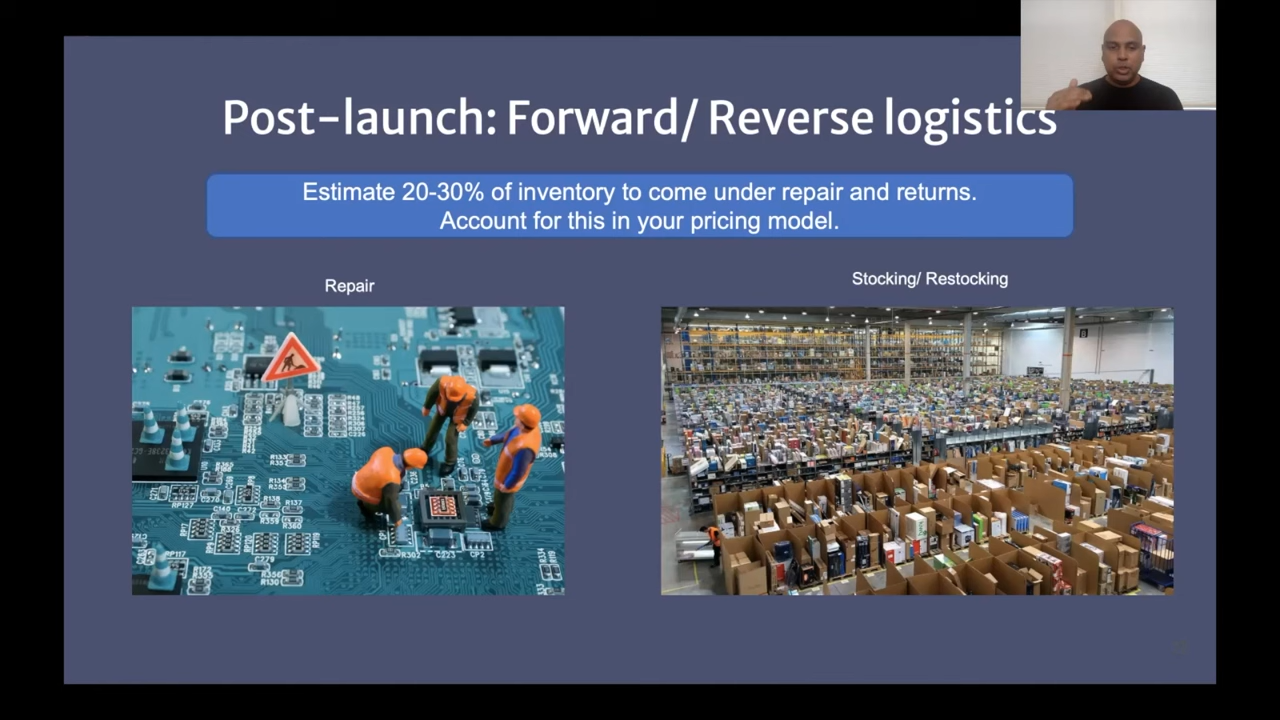 Post-launch: Forward/ Reverse logistics
Estimate 20-30% of inventory to come under repair and returns.
Account for this in your pricing model.
Repair
Stocking/ Restocking